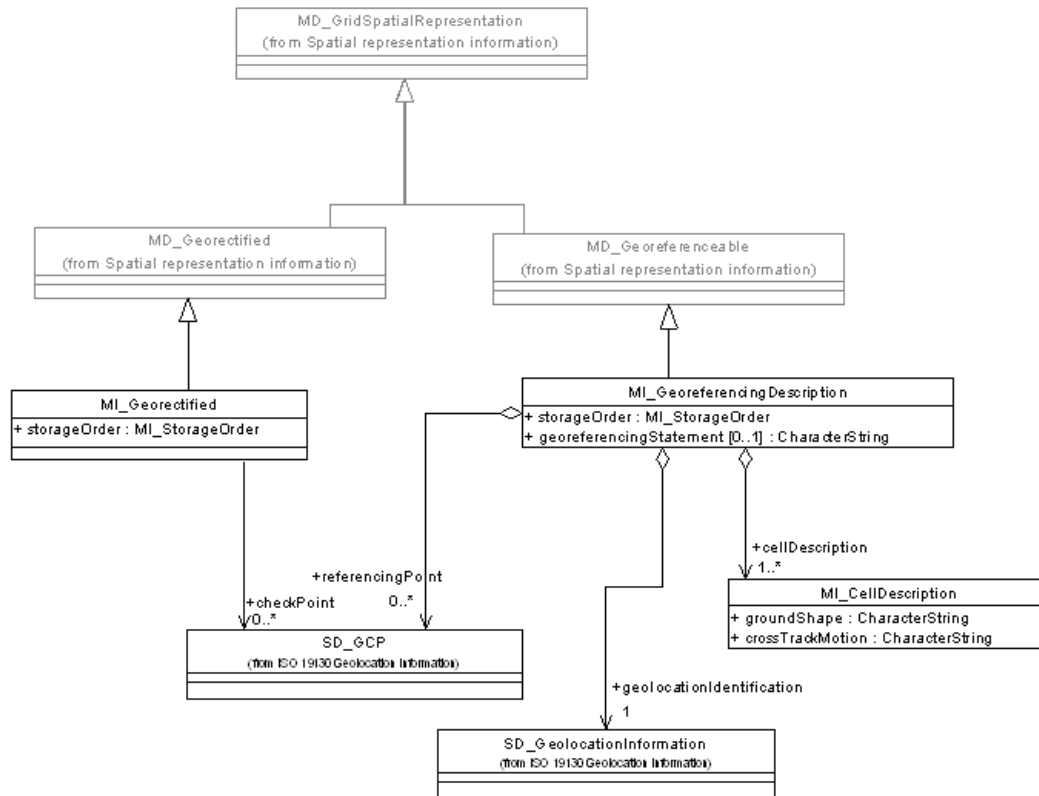 MD_GridSpatialRepresentation
(from Spatial representation information)
MD_Georectified
(from Spatial representation information)
MD_Georeferenceable
(from Spatial representation information)
MI_Georectified
+ storageOrder : MI_StorageOrder
MI_GeoreferencingDescription
+ storageOrder : MI_StorageOrder
+ georeferencingStatement [0..1] : CharacterString
+cellDescription
1..*
+referencingPoint
0..*
+checkPoint
0..*
MI_CellDescription
+ groundShape : CharacterString
+ crossTrackMotion : CharacterString
SD_GCP
(from ISO 19130 Geolocation Information)
+geolocationIdentification
1
SD_GeolocationInformation
(from ISO 19130 Geolocation Information)